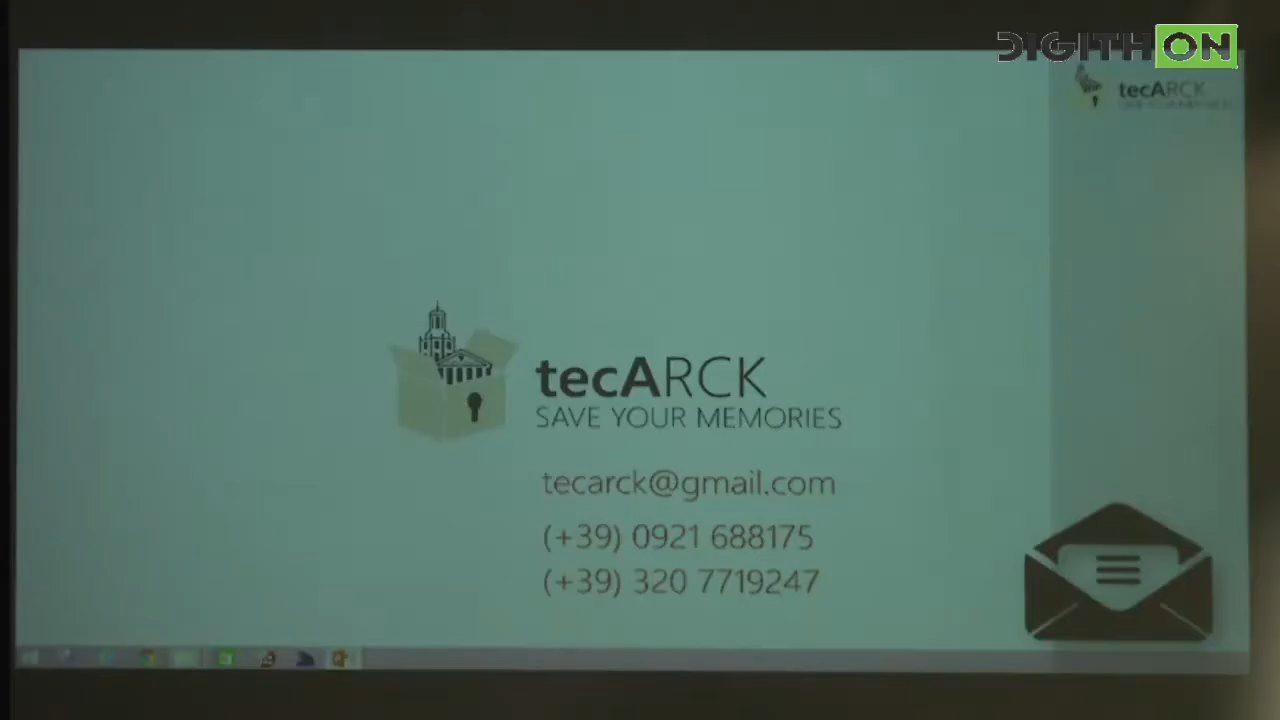 DIGITHON
tecARCK
tecARCK
SAVE YOUR MEMORIES
tecarck@gmail.com
(+39) 0921 688175
(+39) 320 7719247